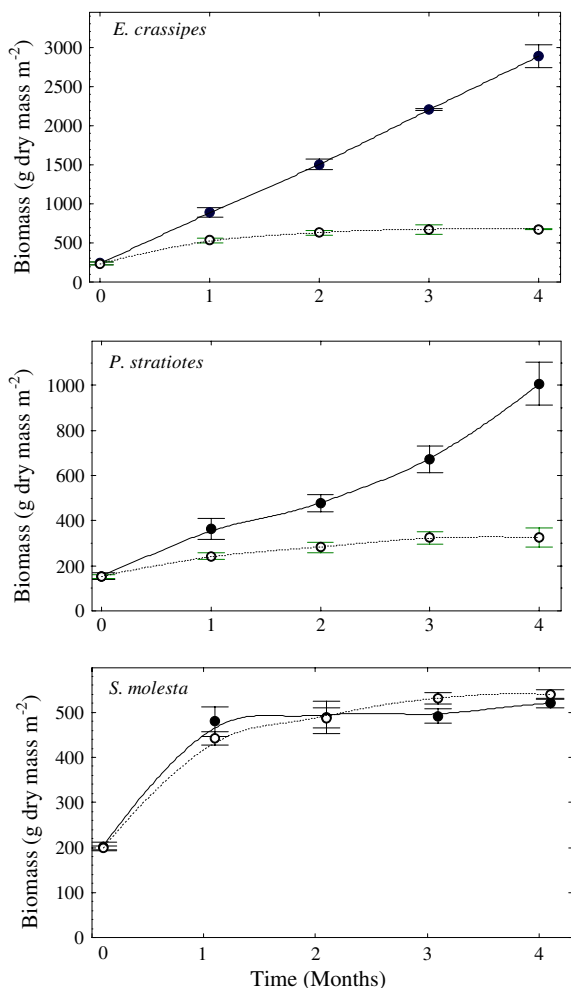 E. crassipes
3000
2500
2000
1500
1000
500
0
Biomass (g dry mass m-2)
0 1 2 3 4
P. stratiotes
1000
800
600
400
200
0
Biomass (g dry mass m-2)
0 1 2 3 4
S. molesta
500
400
300
200
100
0
Biomass (g dry mass m-2)
0 1 2 3 4
Time (Months)